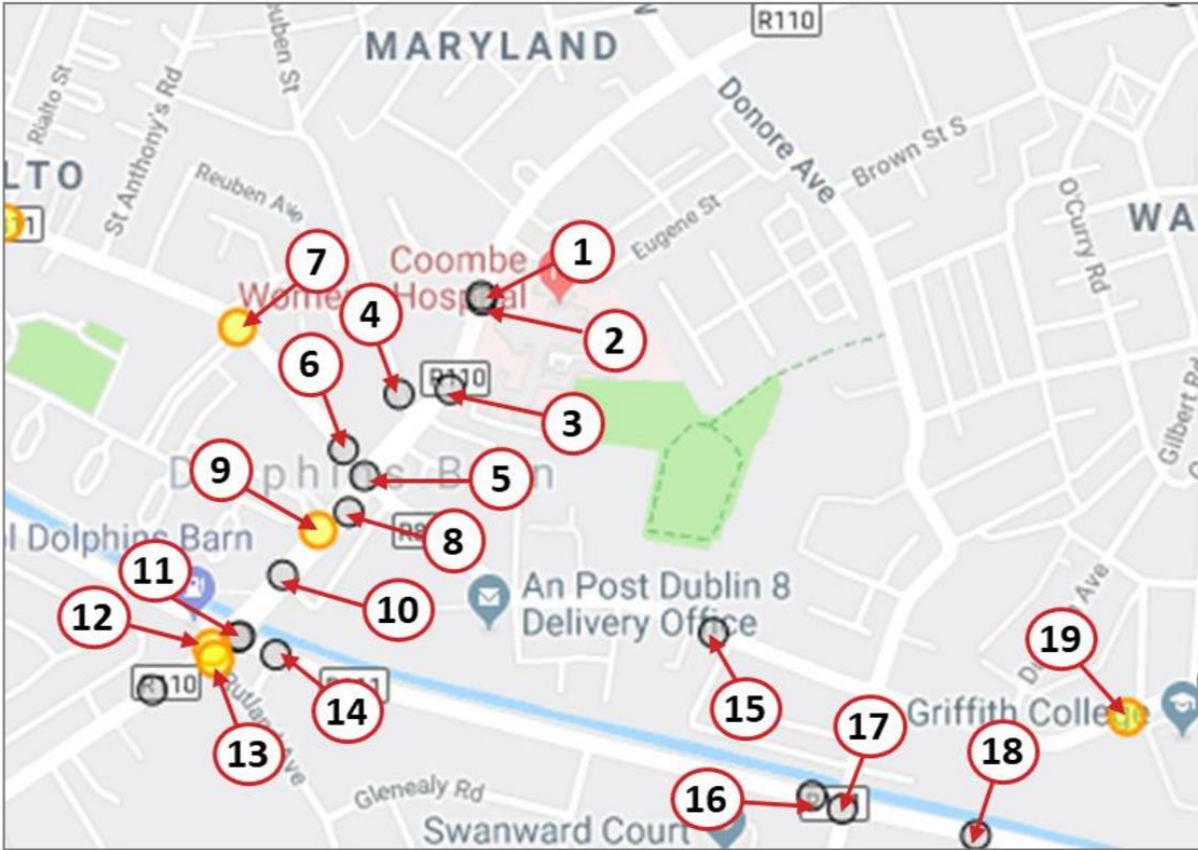 R110
MARYLAND
Reuben St
Rialto St
St Anthony's Rd
Donore Ave
Brown St S
LTO
Reuben Ave
O'Curry Rd
WA
Eugene St
1
7
Coombe
Women's Hospital
4
2
6
R110
3
Gilbert Rd
9
Dolphins Barn
5
l Dolphins Barn
8
11
An Post Dublin 8
Delivery Office
10
12
19
R110
Rutland Ave
14
15
Griffith College
17
13
18
Glenealy Rd
16
Swanward Court